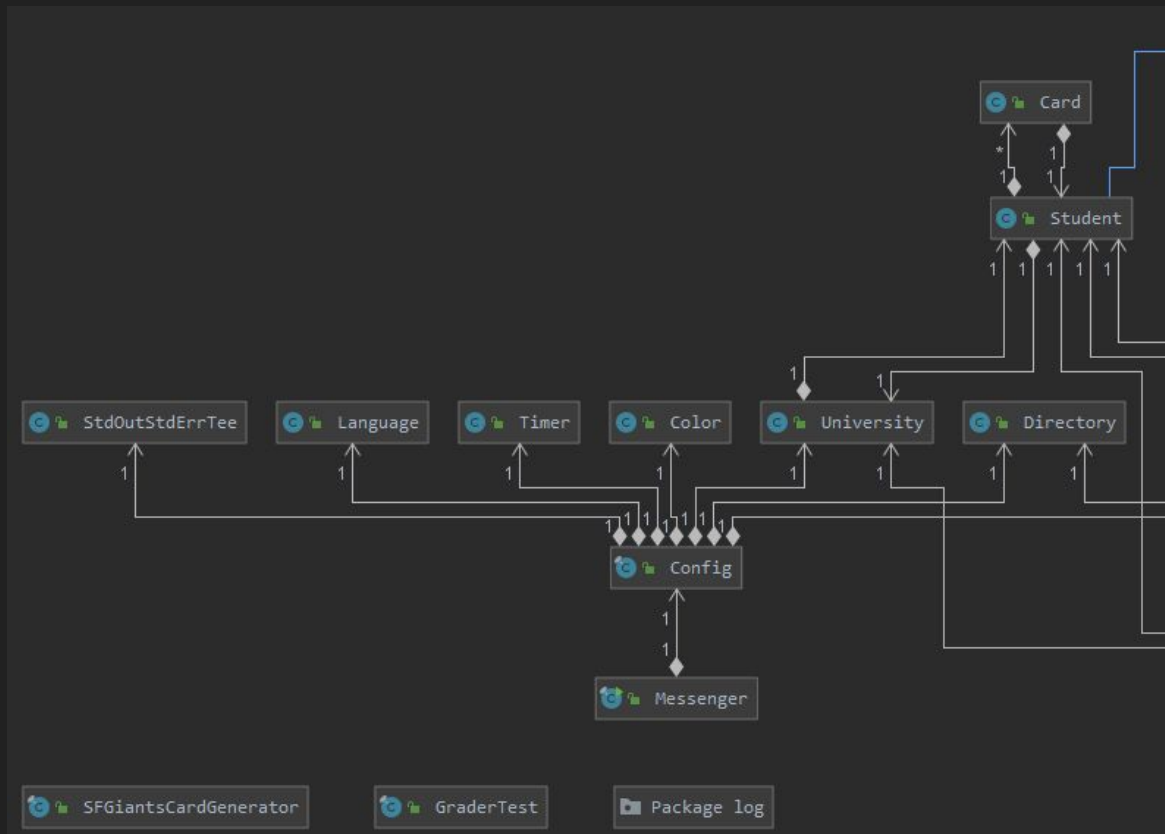 Card
* 1
1 1
Student
1 1 1 1 1
1 1
StdOutStdErrTee Language Timer Color University Directory
1 1 1 1 1 1 1 1
1 1 1 1 1 1 1
Config
1
1
Messenger
SFGiantsCardGenerator GraderTest Package log